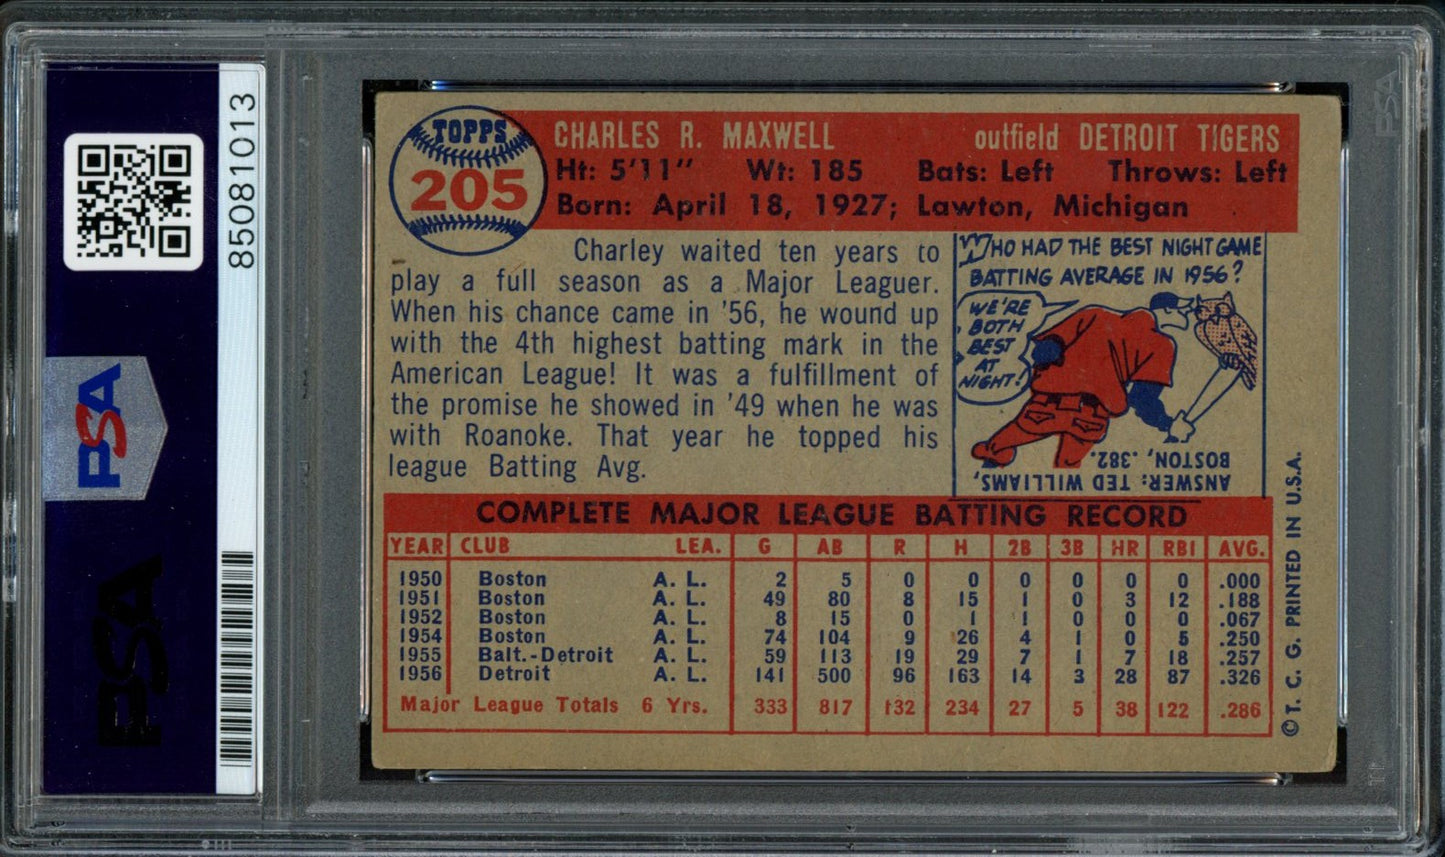 85081013
PSA
PSA
PSA
TOPPS
205
CHARLES R. MAXWELL outfield DETROIT TIGERS
Ht: 5'11" Wt: 185 Bats: Left Throws: Left
Born: April 18, 1927; Lawton, Michigan
Charley waited ten years to
play a full season as a Major Leaguer.
When his chance came in '56, he wound up
with the 4th highest batting mark in the
American League! It was a fulfillment of
the promise he showed in '49 when he was
with Roanoke. That year he topped his
league Batting Avg.
WHO HAD THE BEST NIGHT GAME
BATTING AVERAGE IN 1956?
WE'RE
BOTH
BEST
AT
NIGHT!
ANSWER: TED WILLIAMS,
BOSTON, .382.
COMPLETE MAJOR LEAGUE BATTING RECORD
YEAR CLUB LEA. G AB R H 2B 3B HR RBI AVG.
1950 Boston A. L. 2 5 0 0 0 0 0 0 .000
1951 Boston A. L. 49 80 8 15 1 0 3 12 .188
1952 Boston A. L. 8 15 0 1 1 0 0 0 .067
1954 Boston A. L. 74 104 9 26 4 1 0 5 .250
1955 Balt.-Detroit A. L. 59 113 19 29 7 1 7 18 .257
1956 Detroit A. L. 141 500 96 163 14 3 28 87 .326
Major League Totals 6 Yrs. 333 817 132 234 27 5 38 122 .286
© T. C. G. PRINTED IN U.S.A.